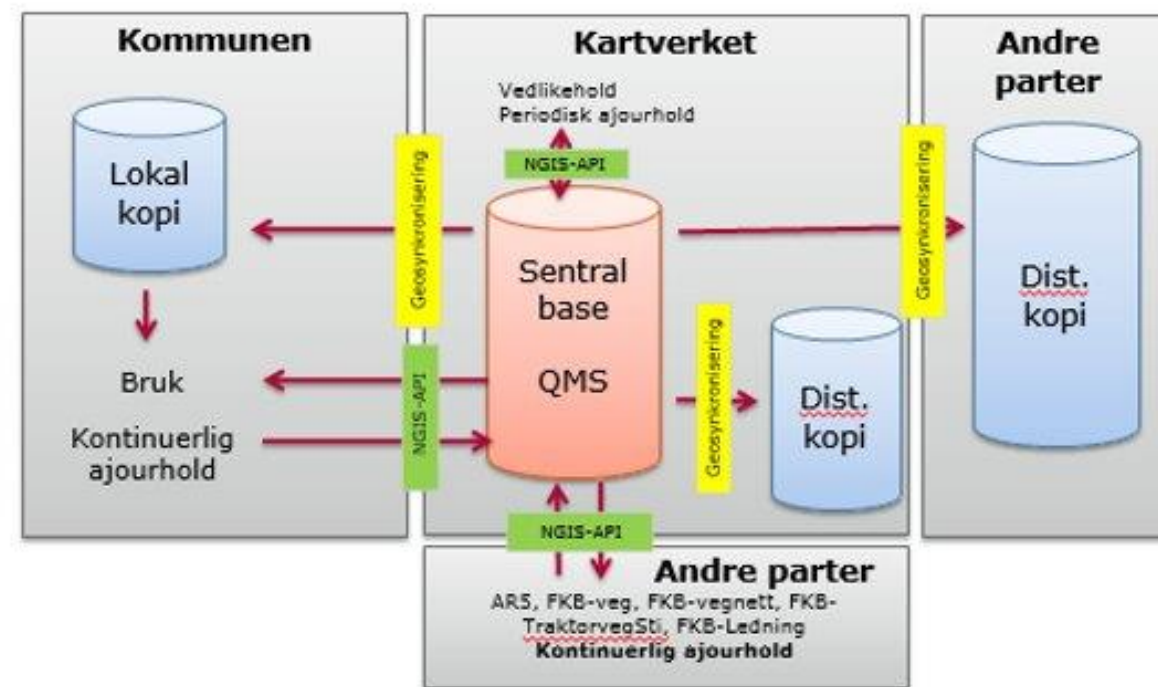 Kommunen
Lokal
kopi
Bruk
Kontinuerlig
ajourhold
Geosynkronisering
NGIS-API
Kartverket
Vedlikehold
Periodisk ajourhold
NGIS-API
Sentral
base
QMS
Geosynkronisering
Dist.
kopi
NGIS-API
Geosynkronisering
Andre
parter
Dist.
kopi
Andre parter
AR5, FKB-veg, FKB-vegnett, FKB-
TraktorvegSti, FKB-Ledning
Kontinuerlig ajourhold